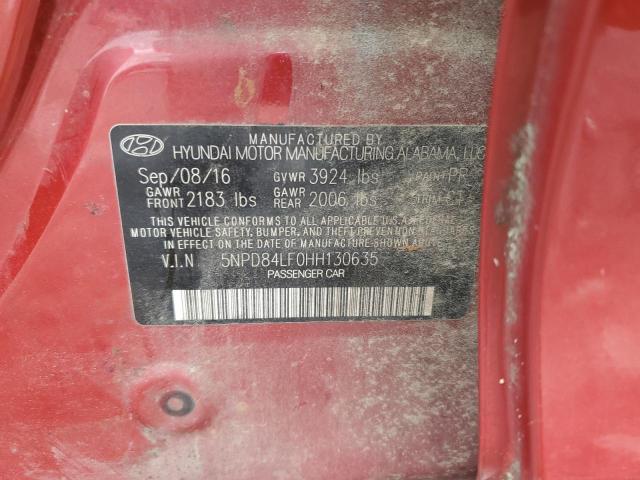 MANUFACTURED BY
HYUNDAI MOTOR MANUFACTURING ALABAMA, LLC
Sep/08/16 GVWR 3924 lbs PAINT PR
GAWR FRONT 2183 lbs GAWR REAR 2006 lbs TRIM
THIS VEHICLE CONFORMS TO ALL APPLICABLE U.S.A FEDERAL
MOTOR VEHICLE SAFETY, BUMPER, AND THEFT PREVENTION STANDARDS
IN EFFECT ON THE DATE OF MANUFACTURE SHOWN ABOVE.
V.I.N 5NPD84LF0HH130635
PASSENGER CAR